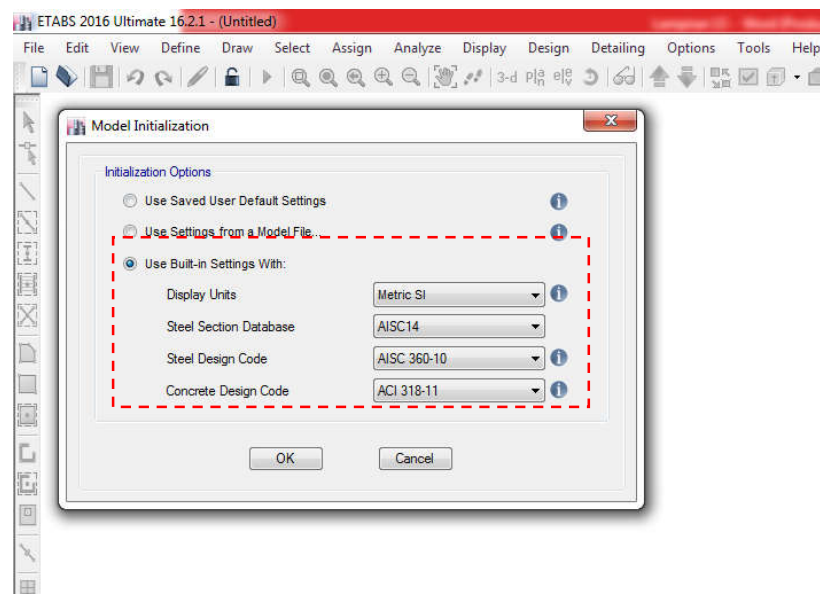 ETABS 2016 Ultimate 16.2.1 - (Untitled)
File Edit View Define Draw Select Assign Analyze Display Design Detailing Options Tools Help
3-d
Model Initialization
Initialization Options
Use Saved User Default Settings
Use Settings from a Model File...
Use Built-in Settings With:
Display Units Metric SI
Steel Section Database AISC14
Steel Design Code AISC 360-10
Concrete Design Code ACI 318-11
OK Cancel